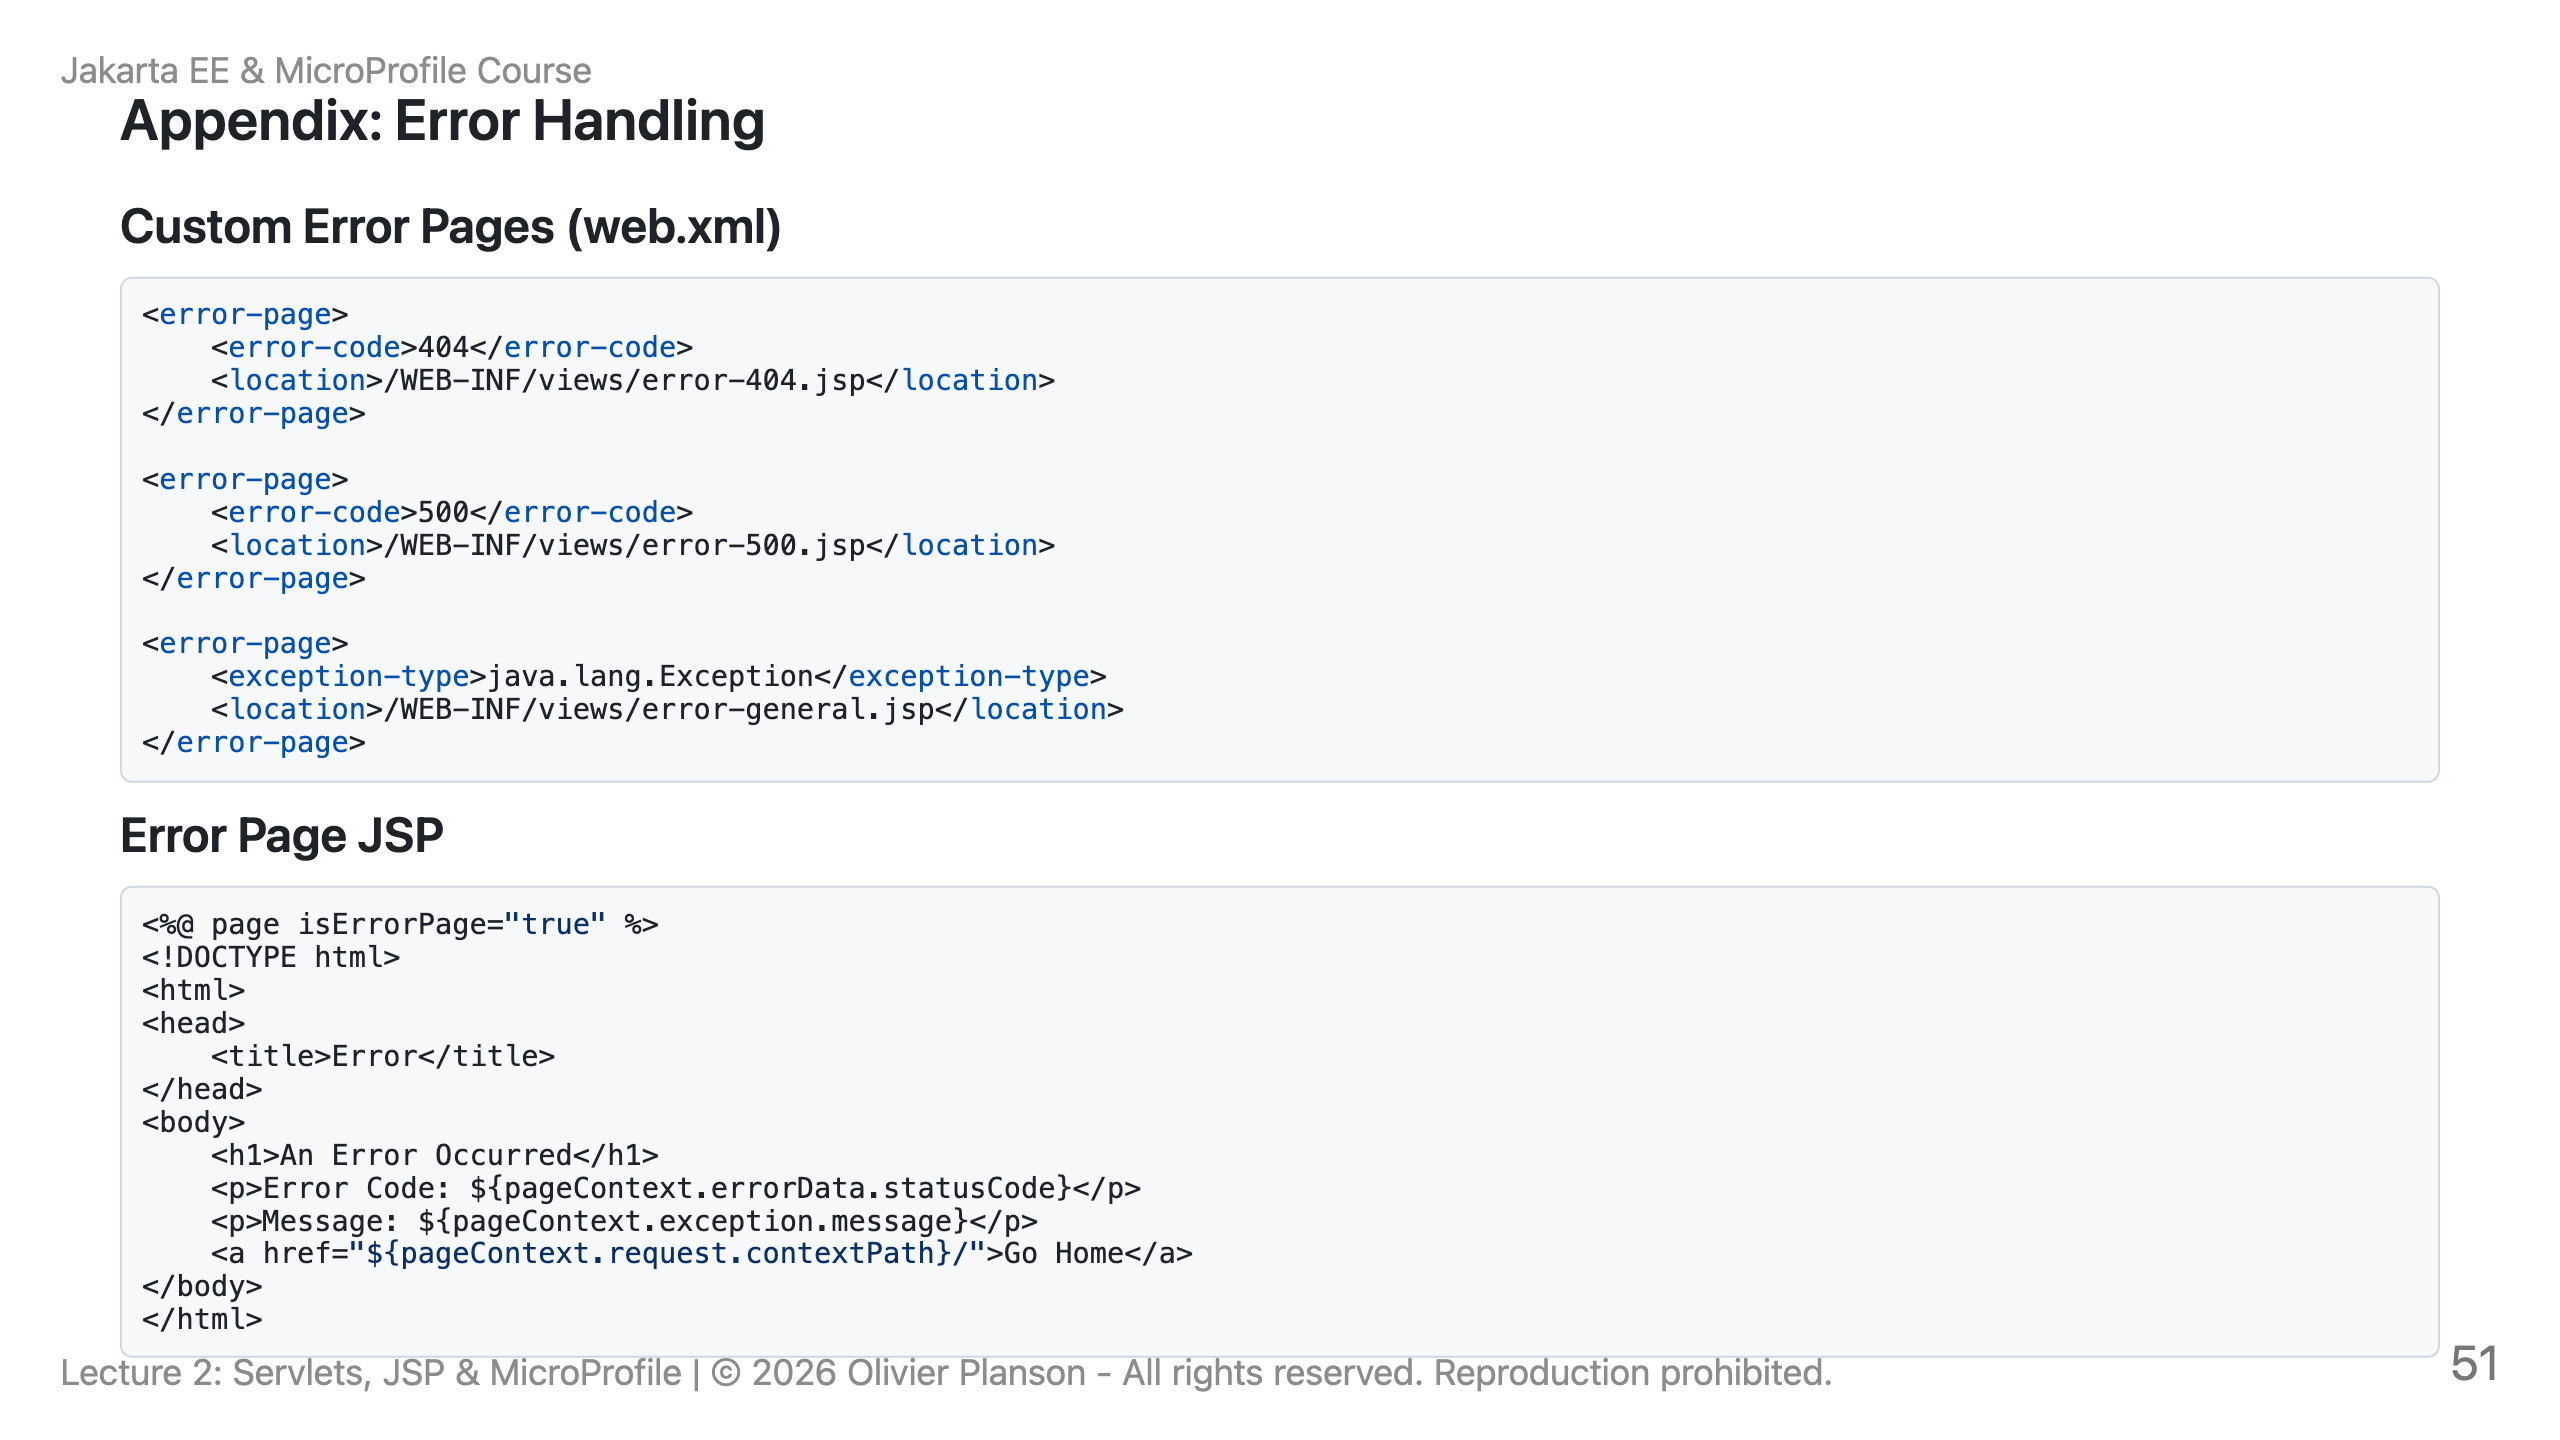 Jakarta EE & MicroProfile Course
Appendix: Error Handling
Custom Error Pages (web.xml)
<error-page>
    <error-code>404</error-code>
    <location>/WEB-INF/views/error-404.jsp</location>
</error-page>

<error-page>
    <error-code>500</error-code>
    <location>/WEB-INF/views/error-500.jsp</location>
</error-page>

<error-page>
    <exception-type>java.lang.Exception</exception-type>
    <location>/WEB-INF/views/error-general.jsp</location>
</error-page>
Error Page JSP
<%@ page isErrorPage="true" %>
<!DOCTYPE html>
<html>
<head>
    <title>Error</title>
</head>
<body>
    <h1>An Error Occurred</h1>
    <p>Error Code: ${pageContext.errorData.statusCode}</p>
    <p>Message: ${pageContext.exception.message}</p>
    <a href="${pageContext.request.contextPath}/">Go Home</a>
</body>
</html>
Lecture 2: Servlets, JSP & MicroProfile | © 2026 Olivier Planson - All rights reserved. Reproduction prohibited.
51